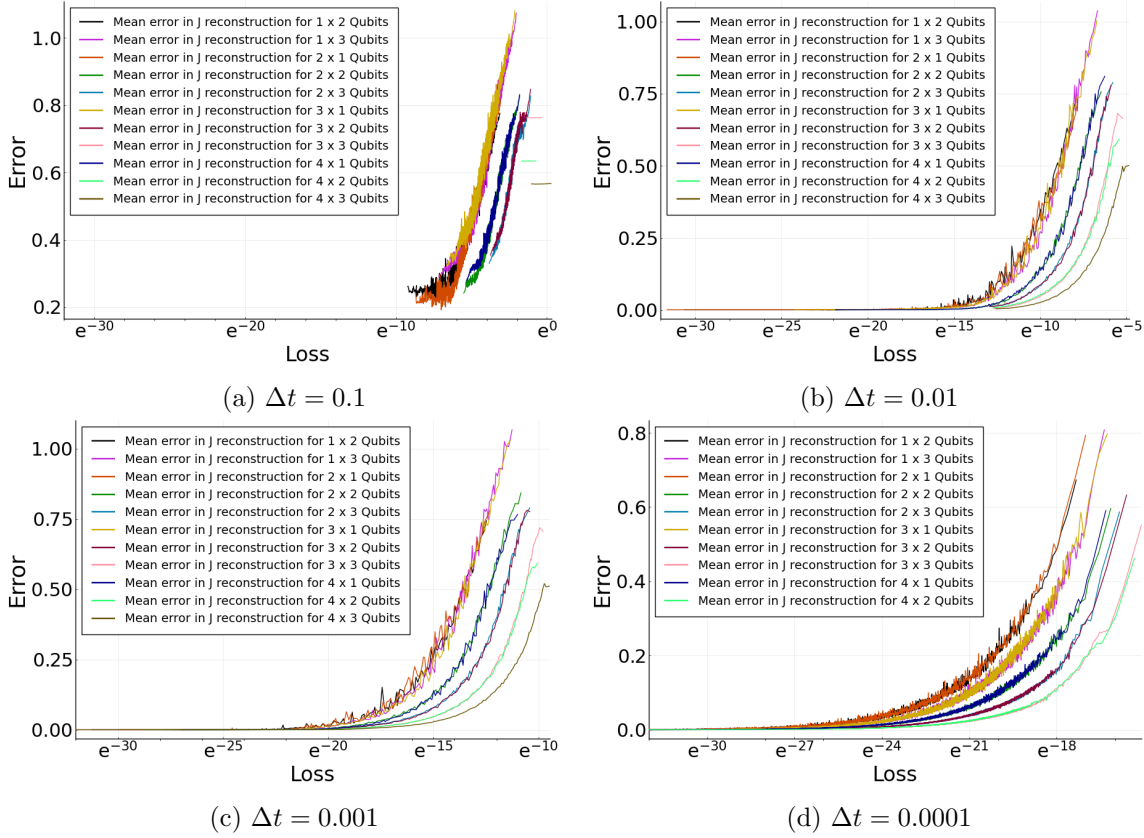 Error
1.0
0.8
0.6
0.4
0.2
Mean error in J reconstruction for 1 x 2 Qubits
Mean error in J reconstruction for 1 x 3 Qubits
Mean error in J reconstruction for 2 x 1 Qubits
Mean error in J reconstruction for 2 x 2 Qubits
Mean error in J reconstruction for 2 x 3 Qubits
Mean error in J reconstruction for 3 x 1 Qubits
Mean error in J reconstruction for 3 x 2 Qubits
Mean error in J reconstruction for 3 x 3 Qubits
Mean error in J reconstruction for 4 x 1 Qubits
Mean error in J reconstruction for 4 x 2 Qubits
Mean error in J reconstruction for 4 x 3 Qubits
e⁻³⁰ e⁻²⁰ e⁻¹⁰ e⁰
Loss
(a) Δt = 0.1
Error
1.00
0.75
0.50
0.25
0.00
Mean error in J reconstruction for 1 x 2 Qubits
Mean error in J reconstruction for 1 x 3 Qubits
Mean error in J reconstruction for 2 x 1 Qubits
Mean error in J reconstruction for 2 x 2 Qubits
Mean error in J reconstruction for 2 x 3 Qubits
Mean error in J reconstruction for 3 x 1 Qubits
Mean error in J reconstruction for 3 x 2 Qubits
Mean error in J reconstruction for 3 x 3 Qubits
Mean error in J reconstruction for 4 x 1 Qubits
Mean error in J reconstruction for 4 x 2 Qubits
Mean error in J reconstruction for 4 x 3 Qubits
e⁻³⁰ e⁻²⁵ e⁻²⁰ e⁻¹⁵ e⁻¹⁰ e⁻⁵
Loss
(b) Δt = 0.01
Error
1.00
0.75
0.50
0.25
0.00
Mean error in J reconstruction for 1 x 2 Qubits
Mean error in J reconstruction for 1 x 3 Qubits
Mean error in J reconstruction for 2 x 1 Qubits
Mean error in J reconstruction for 2 x 2 Qubits
Mean error in J reconstruction for 2 x 3 Qubits
Mean error in J reconstruction for 3 x 1 Qubits
Mean error in J reconstruction for 3 x 2 Qubits
Mean error in J reconstruction for 3 x 3 Qubits
Mean error in J reconstruction for 4 x 1 Qubits
Mean error in J reconstruction for 4 x 2 Qubits
Mean error in J reconstruction for 4 x 3 Qubits
e⁻³⁰ e⁻²⁵ e⁻²⁰ e⁻¹⁵ e⁻¹⁰
Loss
(c) Δt = 0.001
Error
0.8
0.6
0.4
0.2
0.0
Mean error in J reconstruction for 1 x 2 Qubits
Mean error in J reconstruction for 1 x 3 Qubits
Mean error in J reconstruction for 2 x 1 Qubits
Mean error in J reconstruction for 2 x 2 Qubits
Mean error in J reconstruction for 2 x 3 Qubits
Mean error in J reconstruction for 3 x 1 Qubits
Mean error in J reconstruction for 3 x 2 Qubits
Mean error in J reconstruction for 3 x 3 Qubits
Mean error in J reconstruction for 4 x 1 Qubits
Mean error in J reconstruction for 4 x 2 Qubits
e⁻³⁰ e⁻²⁷ e⁻²⁴ e⁻²¹ e⁻¹⁸
Loss
(d) Δt = 0.0001